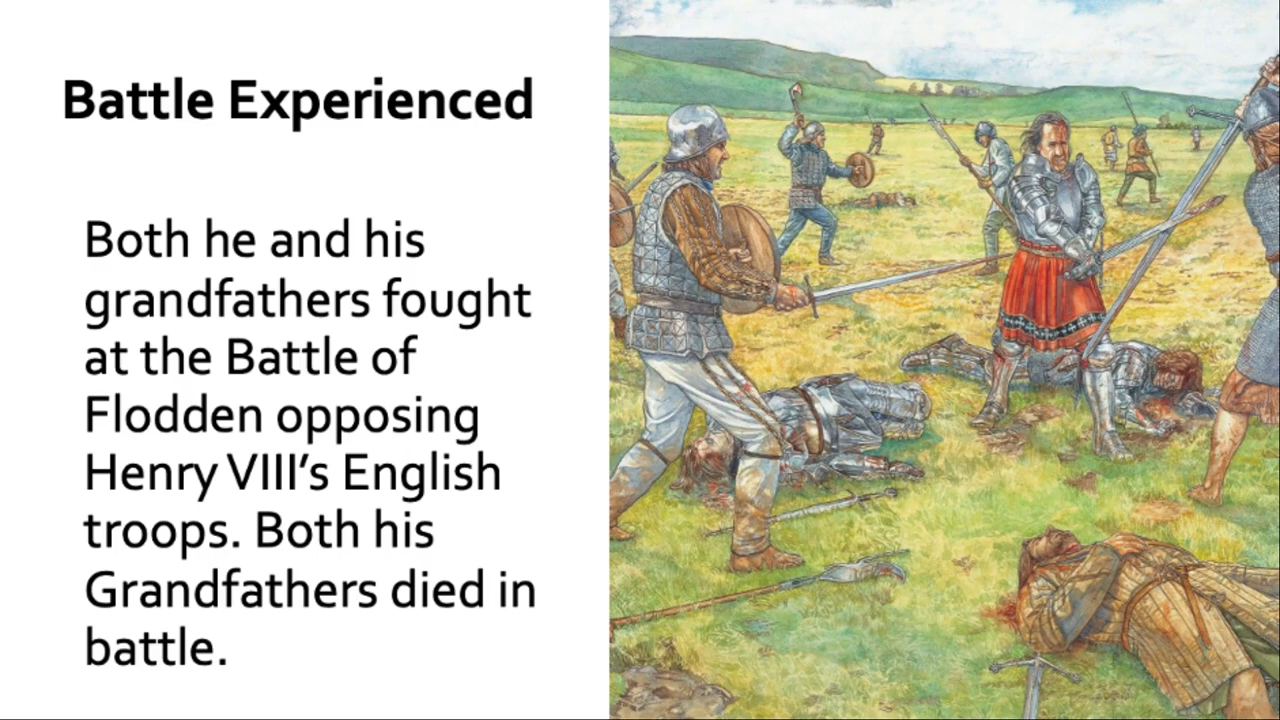 Battle Experienced
Both he and his
grandfathers fought
at the Battle of
Flodden opposing
Henry VIII’s English
troops. Both his
Grandfathers died in
battle.